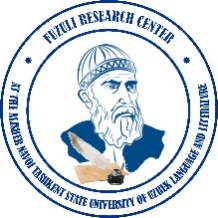 FUZULI RESEARCH CENTER
AT THE ALISHER NAVOI TASHKENT STATE UNIVERSITY OF UZBEK LANGUAGE AND LITERATURE